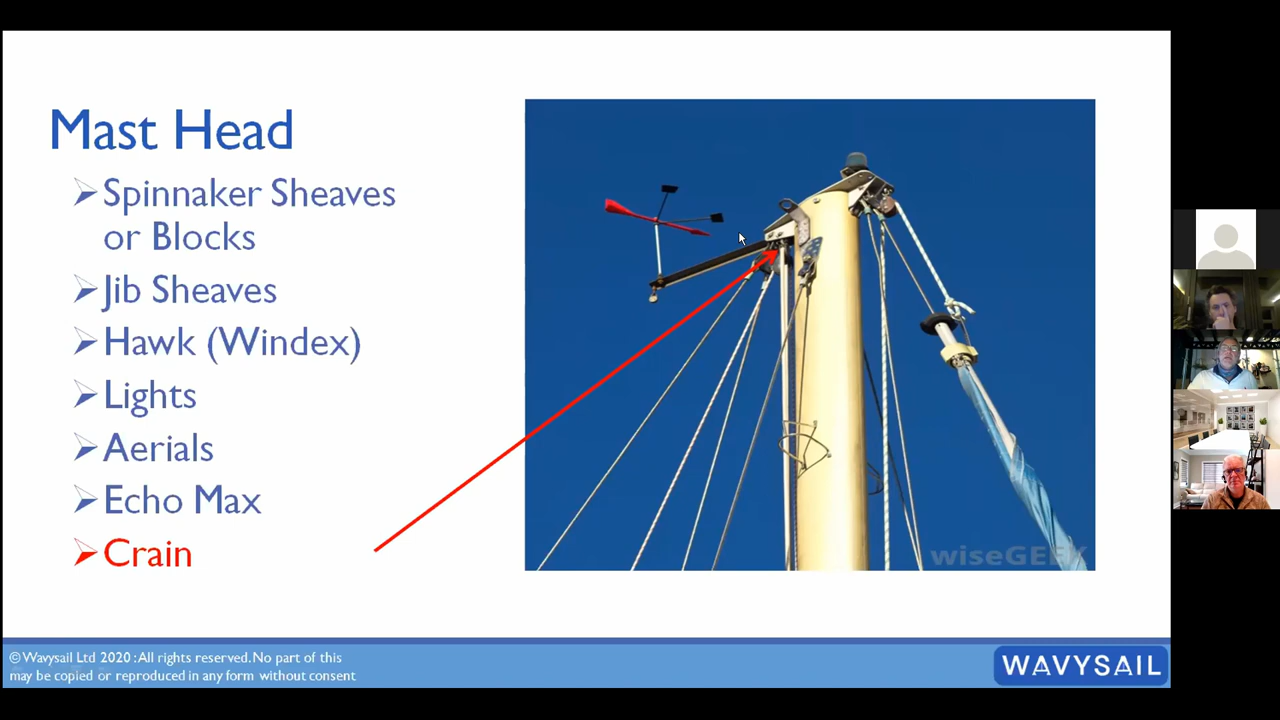 Mast Head
Spinnaker Sheaves
or Blocks
Jib Sheaves
Hawk (Windex)
Lights
Aerials
Echo Max
Crain
wiseGEEK
© Wavysail Ltd 2020 : All rights reserved. No part of this
may be copied or reproduced in any form without consent
WAVYSAIL